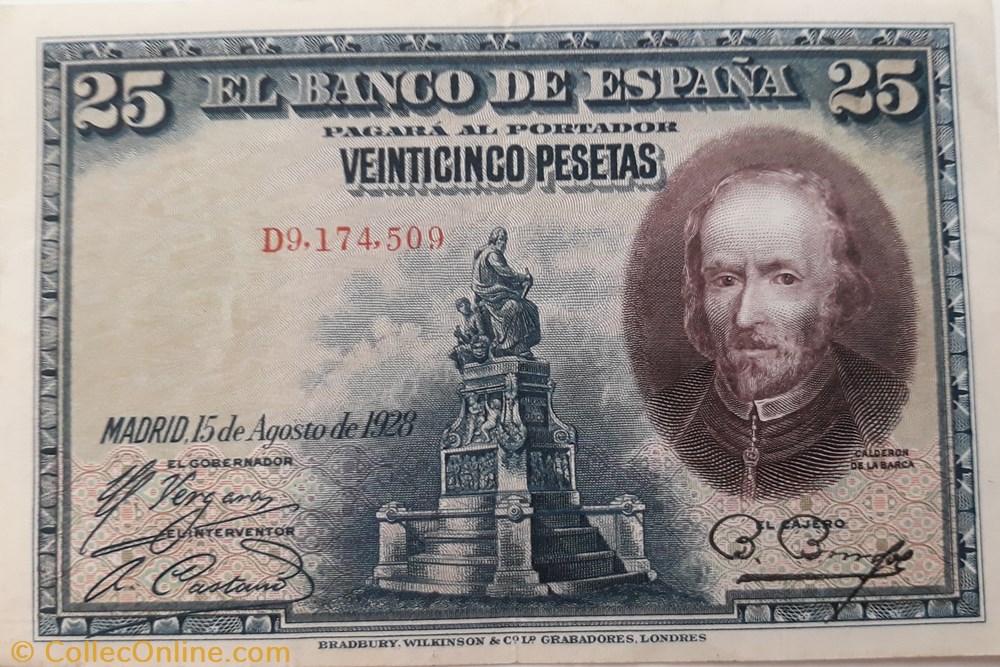 25 EL BANCO DE ESPAÑA 25
PAGARÁ AL PORTADOR
VEINTICINCO PESETAS
D9,174,509
MADRID, 15 de Agosto de 1928
CALDERON
DE LA BARCA
EL GOBERNADOR
Vergara
EL INTERVENTOR
A. Castaño
EL CAJERO
BRADBURY, WILKINSON & Cº Lᴰ GRABADORES, LONDRES
© CollecOnline.com